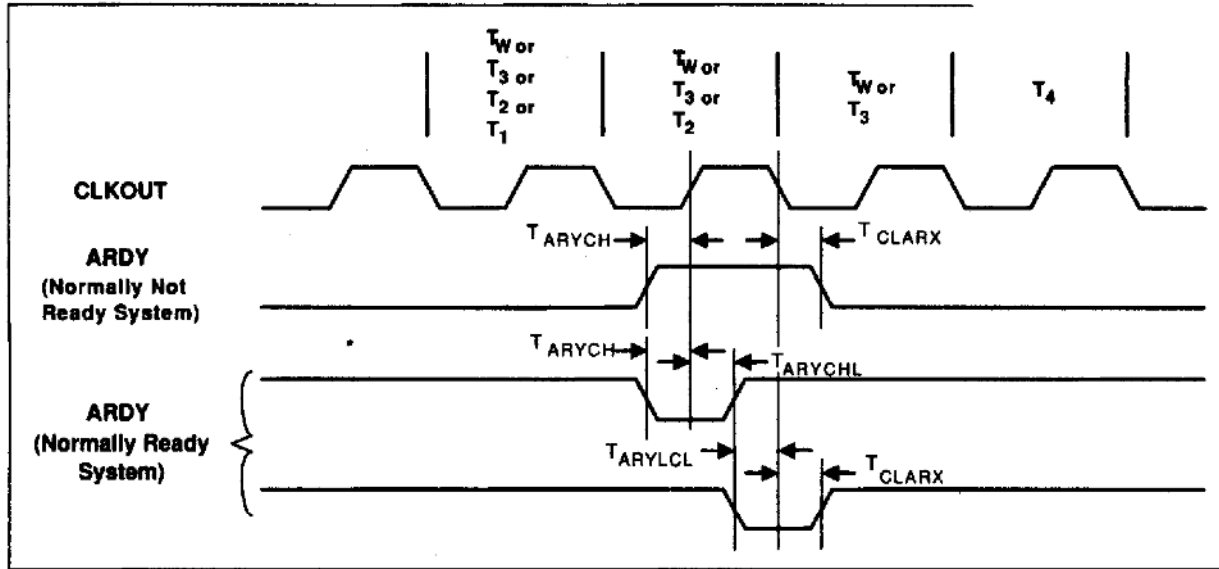 TW or
T3 or
T2 or
T1
TW or
T3 or
T2
TW or
T3
T4
CLKOUT
TARYCH
TCLARX
ARDY
(Normally Not
Ready System)
TARYCH
TARYCHL
ARDY
(Normally Ready
System)
TARYLCL
TCLARX